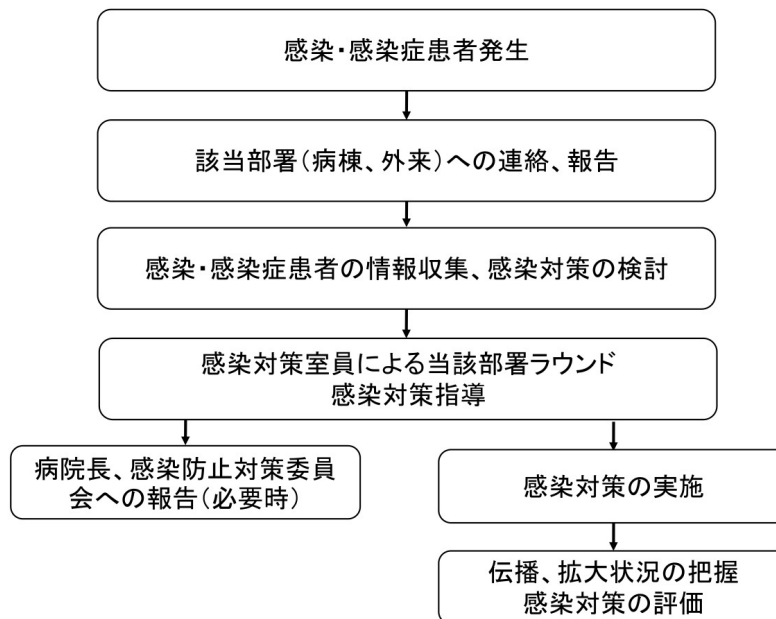 感染・感染症患者発生
該当部署(病棟、外来)への連絡、報告
感染・感染症患者の情報収集、感染対策の検討
感染対策室員による当該部署ラウンド
感染対策指導
病院長、感染防止対策委員
会への報告(必要時)
感染対策の実施
伝播、拡大状況の把握
感染対策の評価